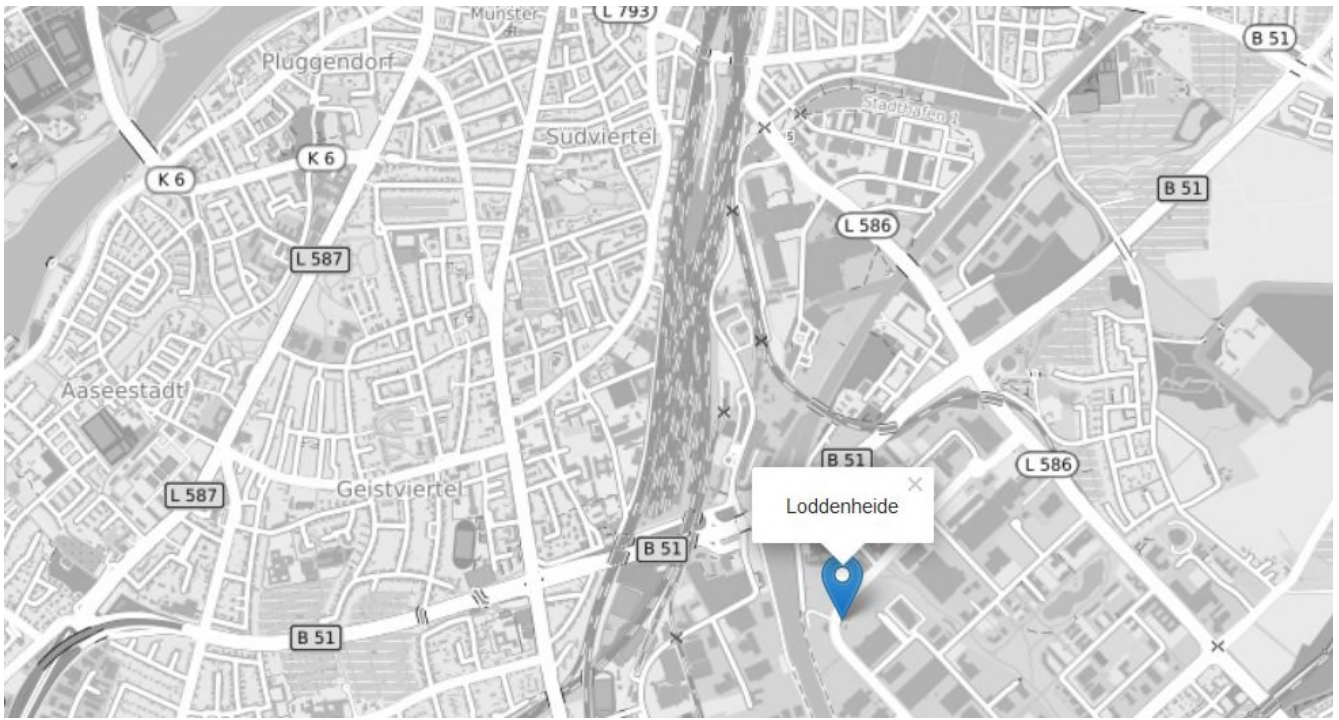 Münster
L 793
B 51
Pluggendorf
Stadthafen 1
Südviertel
K 6
K 6
B 51
L 586
L 587
Aaseestadt
B 51
L 586
Geistviertel
L 587
Loddenheide
×
B 51
B 51